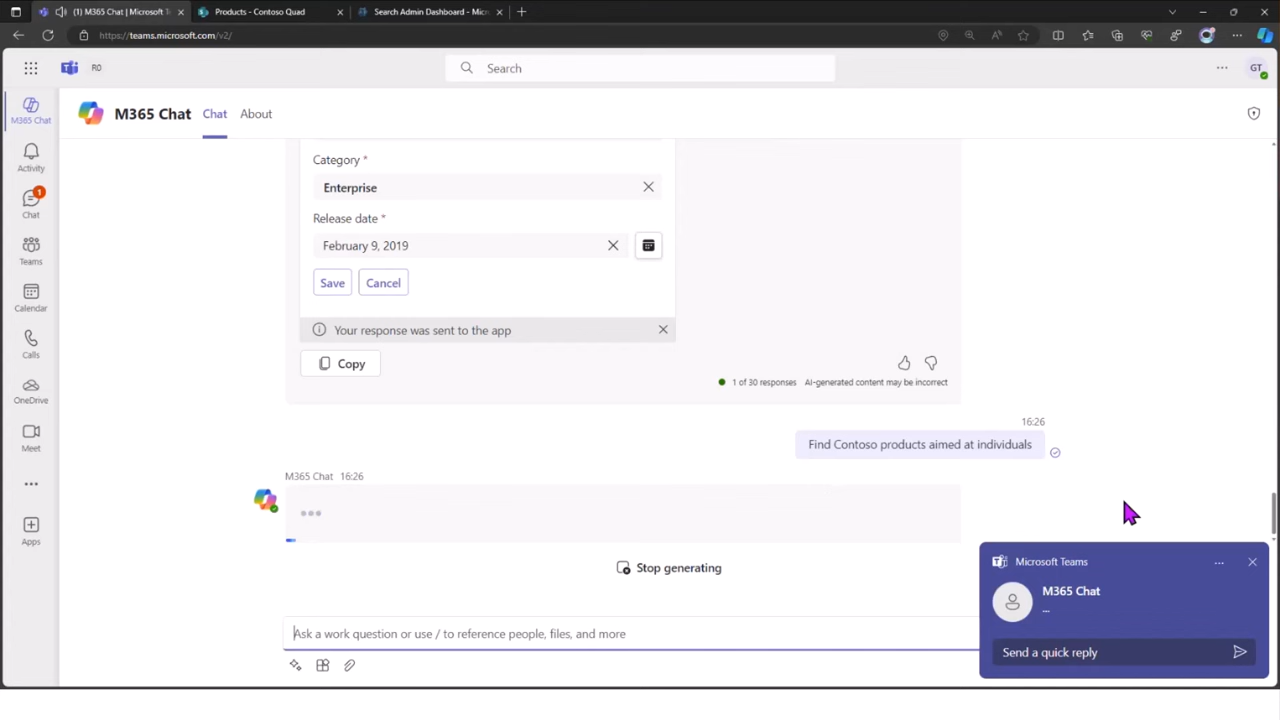 (1) M365 Chat | Microsoft T
Products - Contoso Quad
Search Admin Dashboard - Micr
https://teams.microsoft.com/v2/
R0
Search
GT
M365 Chat
Activity
1
Chat
Teams
Calendar
Calls
OneDrive
Meet
Apps
M365 Chat
Chat
About
Category *
Enterprise
Release date *
February 9, 2019
Save
Cancel
Your response was sent to the app
Copy
1 of 30 responses
AI-generated content may be incorrect
16:26
Find Contoso products aimed at individuals
M365 Chat 16:26
Stop generating
Ask a work question or use / to reference people, files, and more
Microsoft Teams
M365 Chat
...
Send a quick reply